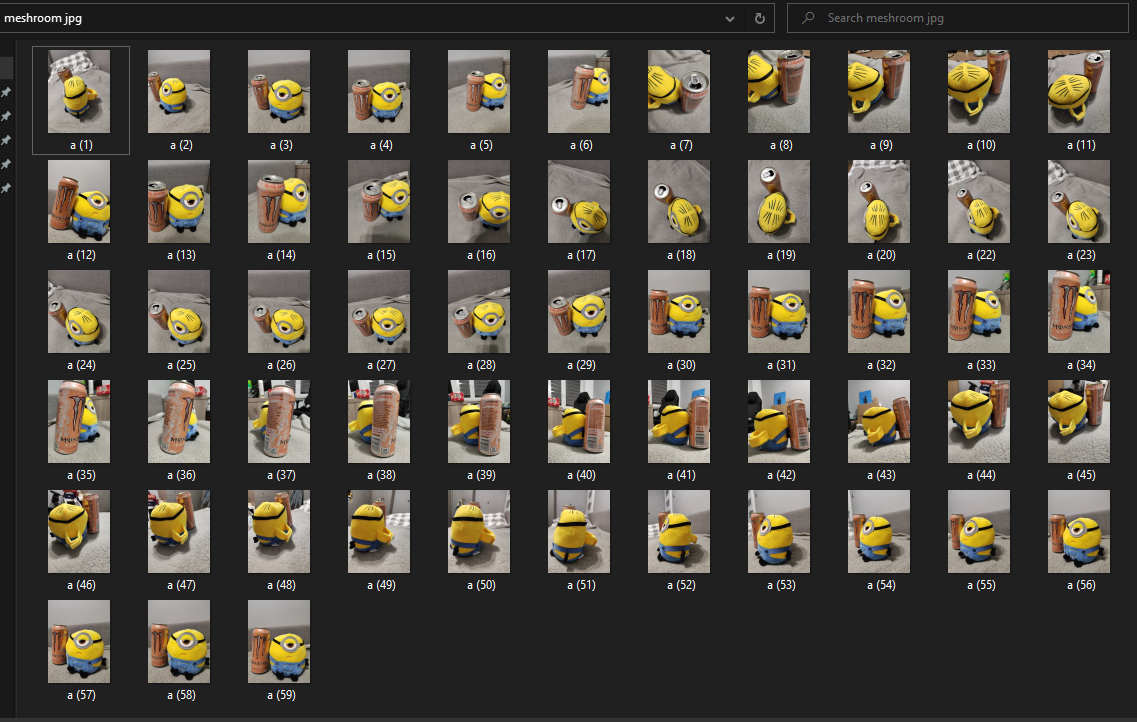 meshroom jpg
Search meshroom jpg
a (1) a (2) a (3) a (4) a (5) a (6) a (7) a (8) a (9) a (10) a (11)
a (12) a (13) a (14) a (15) a (16) a (17) a (18) a (19) a (20) a (22) a (23)
a (24) a (25) a (26) a (27) a (28) a (29) a (30) a (31) a (32) a (33) a (34)
a (35) a (36) a (37) a (38) a (39) a (40) a (41) a (42) a (43) a (44) a (45)
a (46) a (47) a (48) a (49) a (50) a (51) a (52) a (53) a (54) a (55) a (56)
a (57) a (58) a (59)